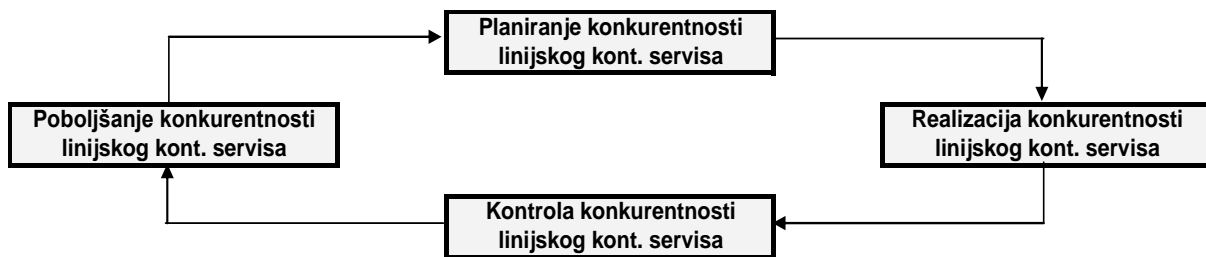 Planiranje konkurentnosti
linijskog kont. servisa
Poboljšanje konkurentnosti
linijskog kont. servisa
Realizacija konkurentnosti
linijskog kont. servisa
Kontrola konkurentnosti
linijskog kont. servisa